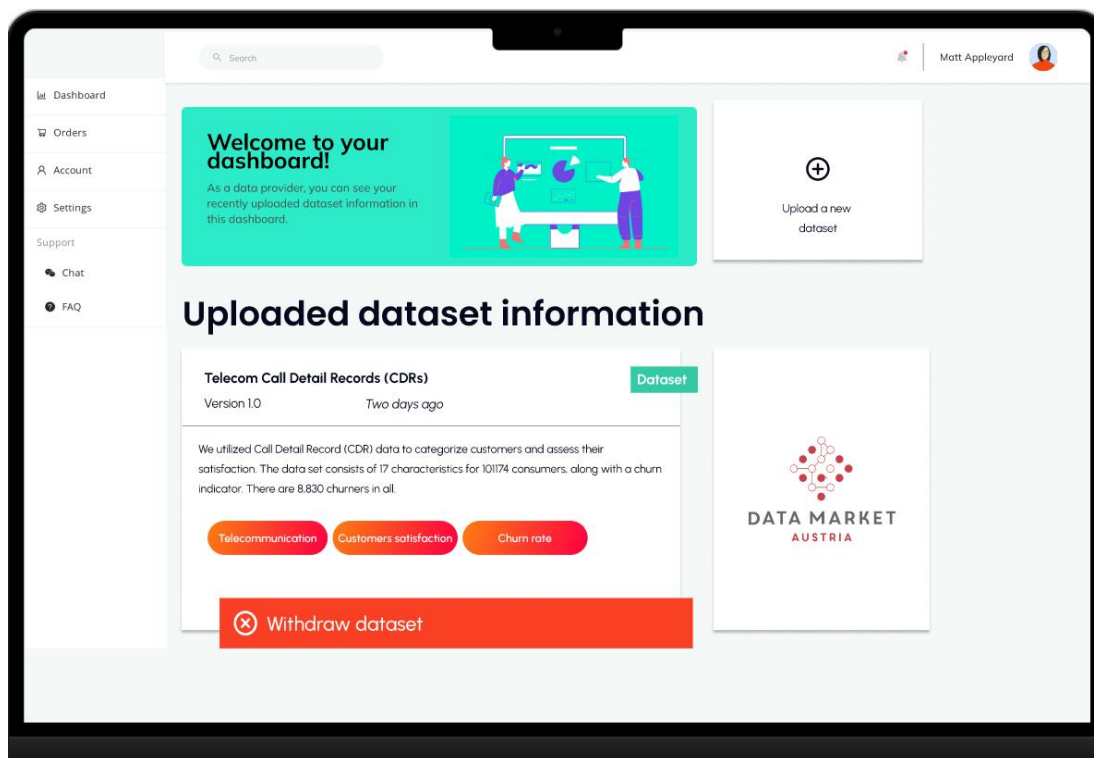 Search
Matt Appleyard
Dashboard
Orders
Account
Settings
Support
Chat
FAQ
Welcome to your
dashboard!
As a data provider, you can see your
recently uploaded dataset information in
this dashboard.
Upload a new
dataset
Uploaded dataset information
Telecom Call Detail Records (CDRs)
Dataset
Version 1.0 Two days ago
We utilized Call Detail Record (CDR) data to categorize customers and assess their
satisfaction. The data set consists of 17 characteristics for 101174 consumers, along with a churn
indicator. There are 8,830 churners in all.
Telecommunication Customers satisfaction Churn rate
Withdraw dataset
DATA MARKET
AUSTRIA